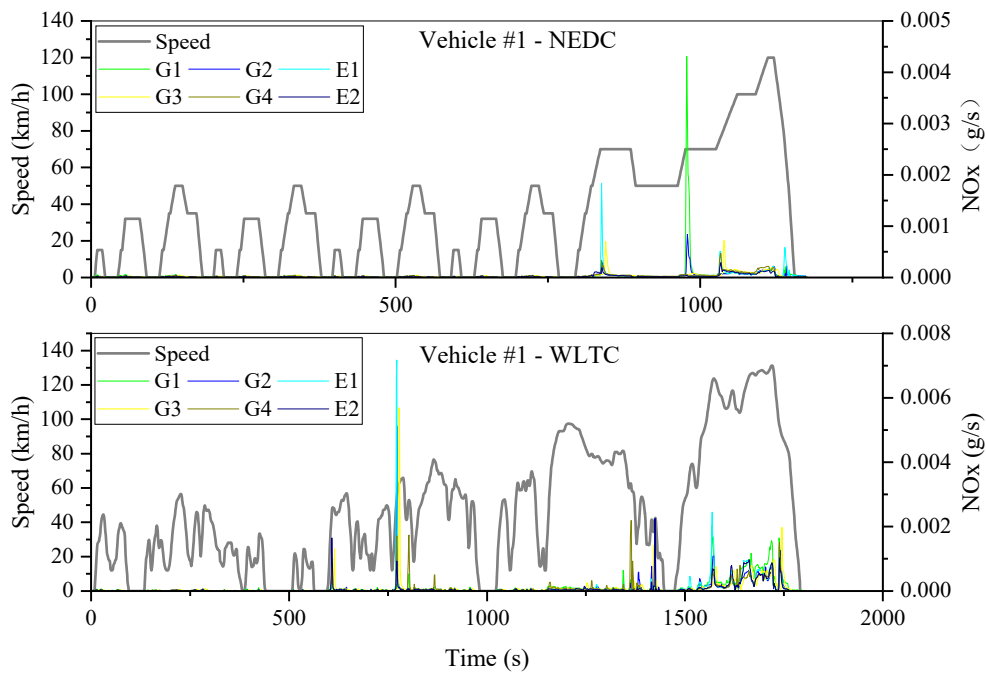 Vehicle #1 - NEDC
Speed
G1 G2 E1
G3 G4 E2
140
120
100
80
60
40
20
0
Speed (km/h)
0.005
0.004
0.003
0.002
0.001
0.000
NOx（g/s）
0 500 1000
Vehicle #1 - WLTC
Speed
G1 G2 E1
G3 G4 E2
140
120
100
80
60
40
20
0
Speed (km/h)
0.008
0.006
0.004
0.002
0.000
NOx (g/s)
0 500 1000 1500 2000
Time (s)